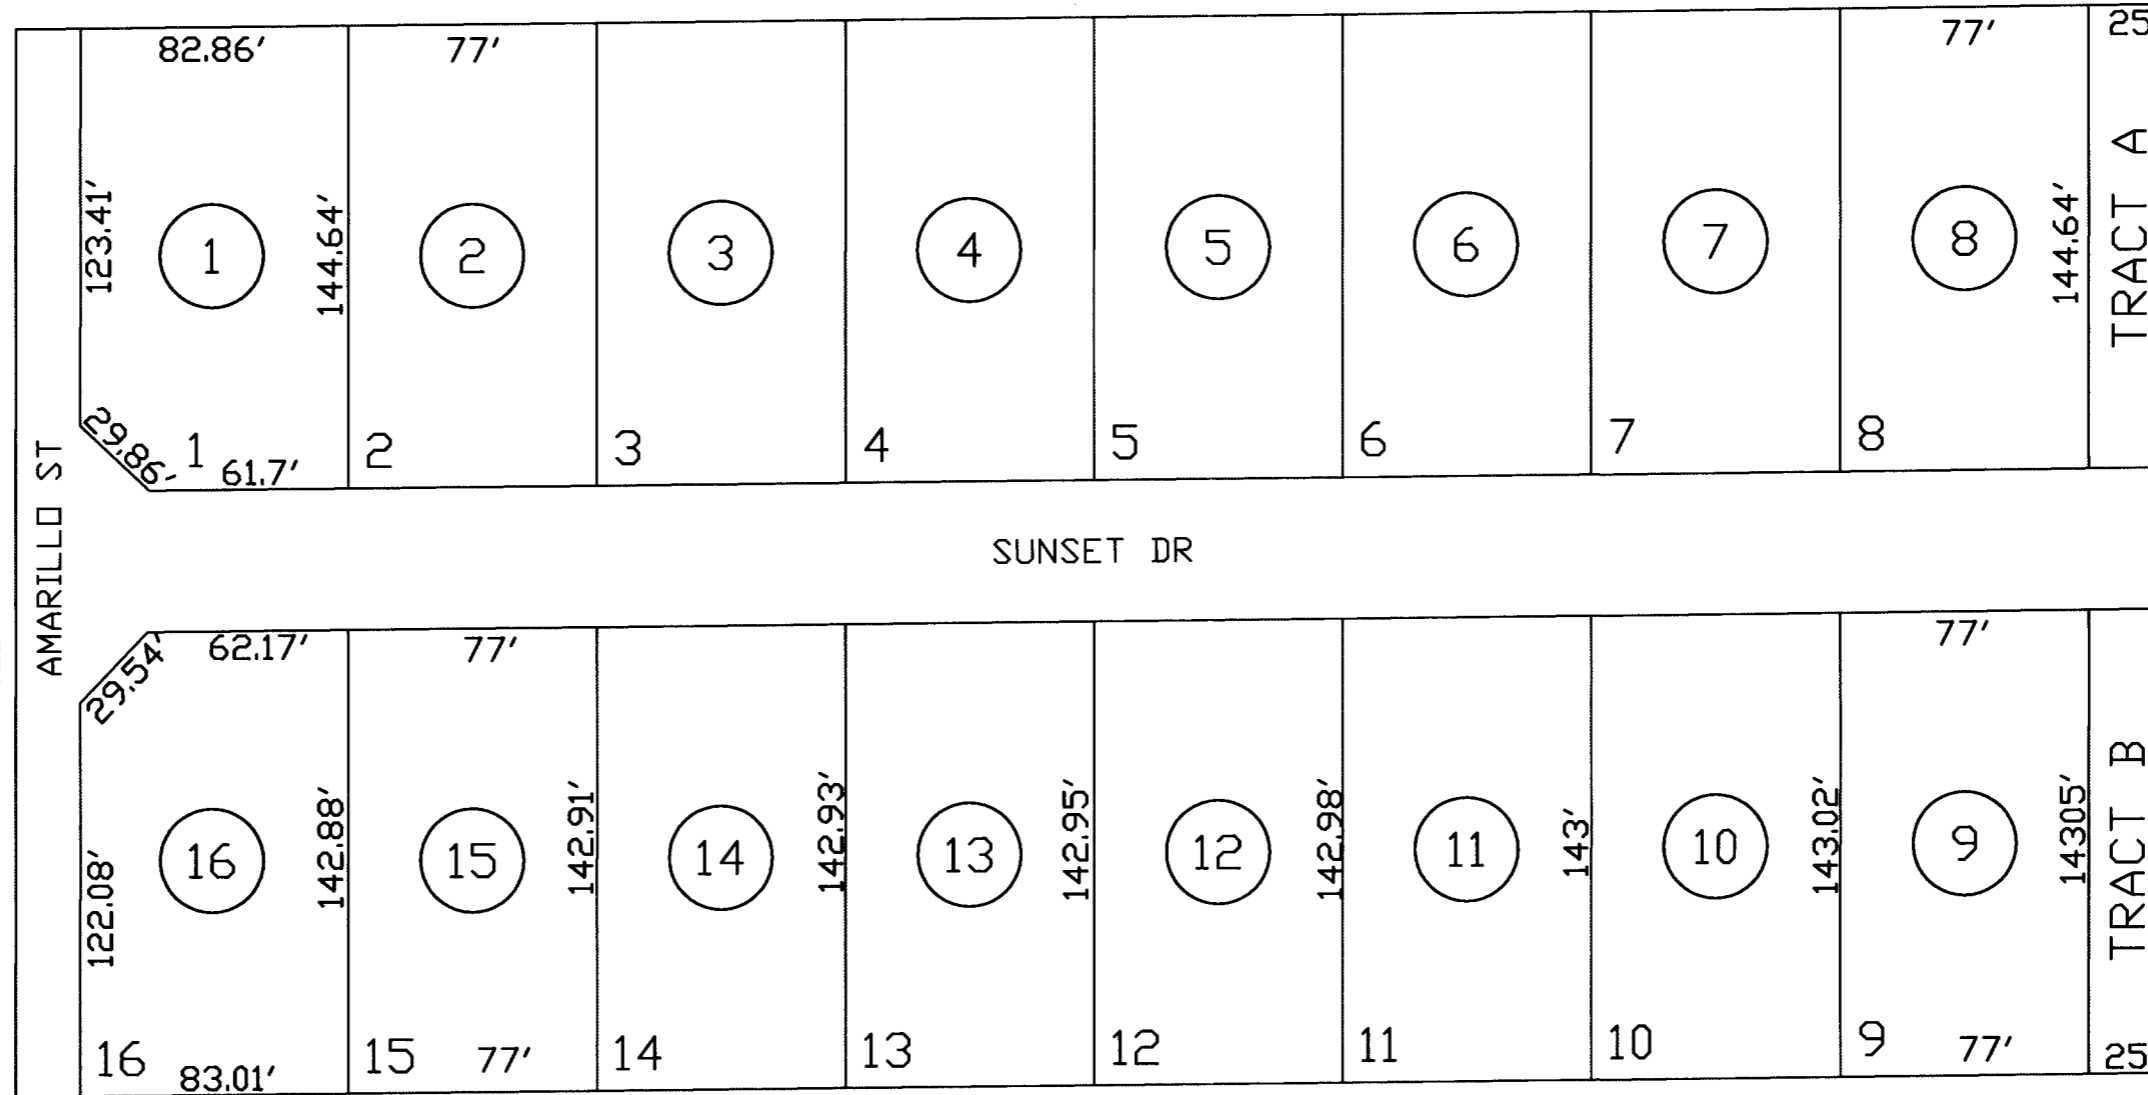 82.86′ 77′ 77′ 25
123.41′ 1 144.64′ 2 3 4 5 6 7 8 144.64′ TRACT A
29.86′ 1 61.7′ 2 3 4 5 6 7 8
AMARILLO ST
SUNSET DR
29.54′ 62.17′ 77′ 77′
122.08′ 16 142.88′ 15 142.91′ 14 142.93′ 13 142.95′ 12 142.98′ 11 143′ 10 143.02′ 9 14305′ TRACT B
16 83.01′ 15 77′ 14 13 12 11 10 9 77′ 25